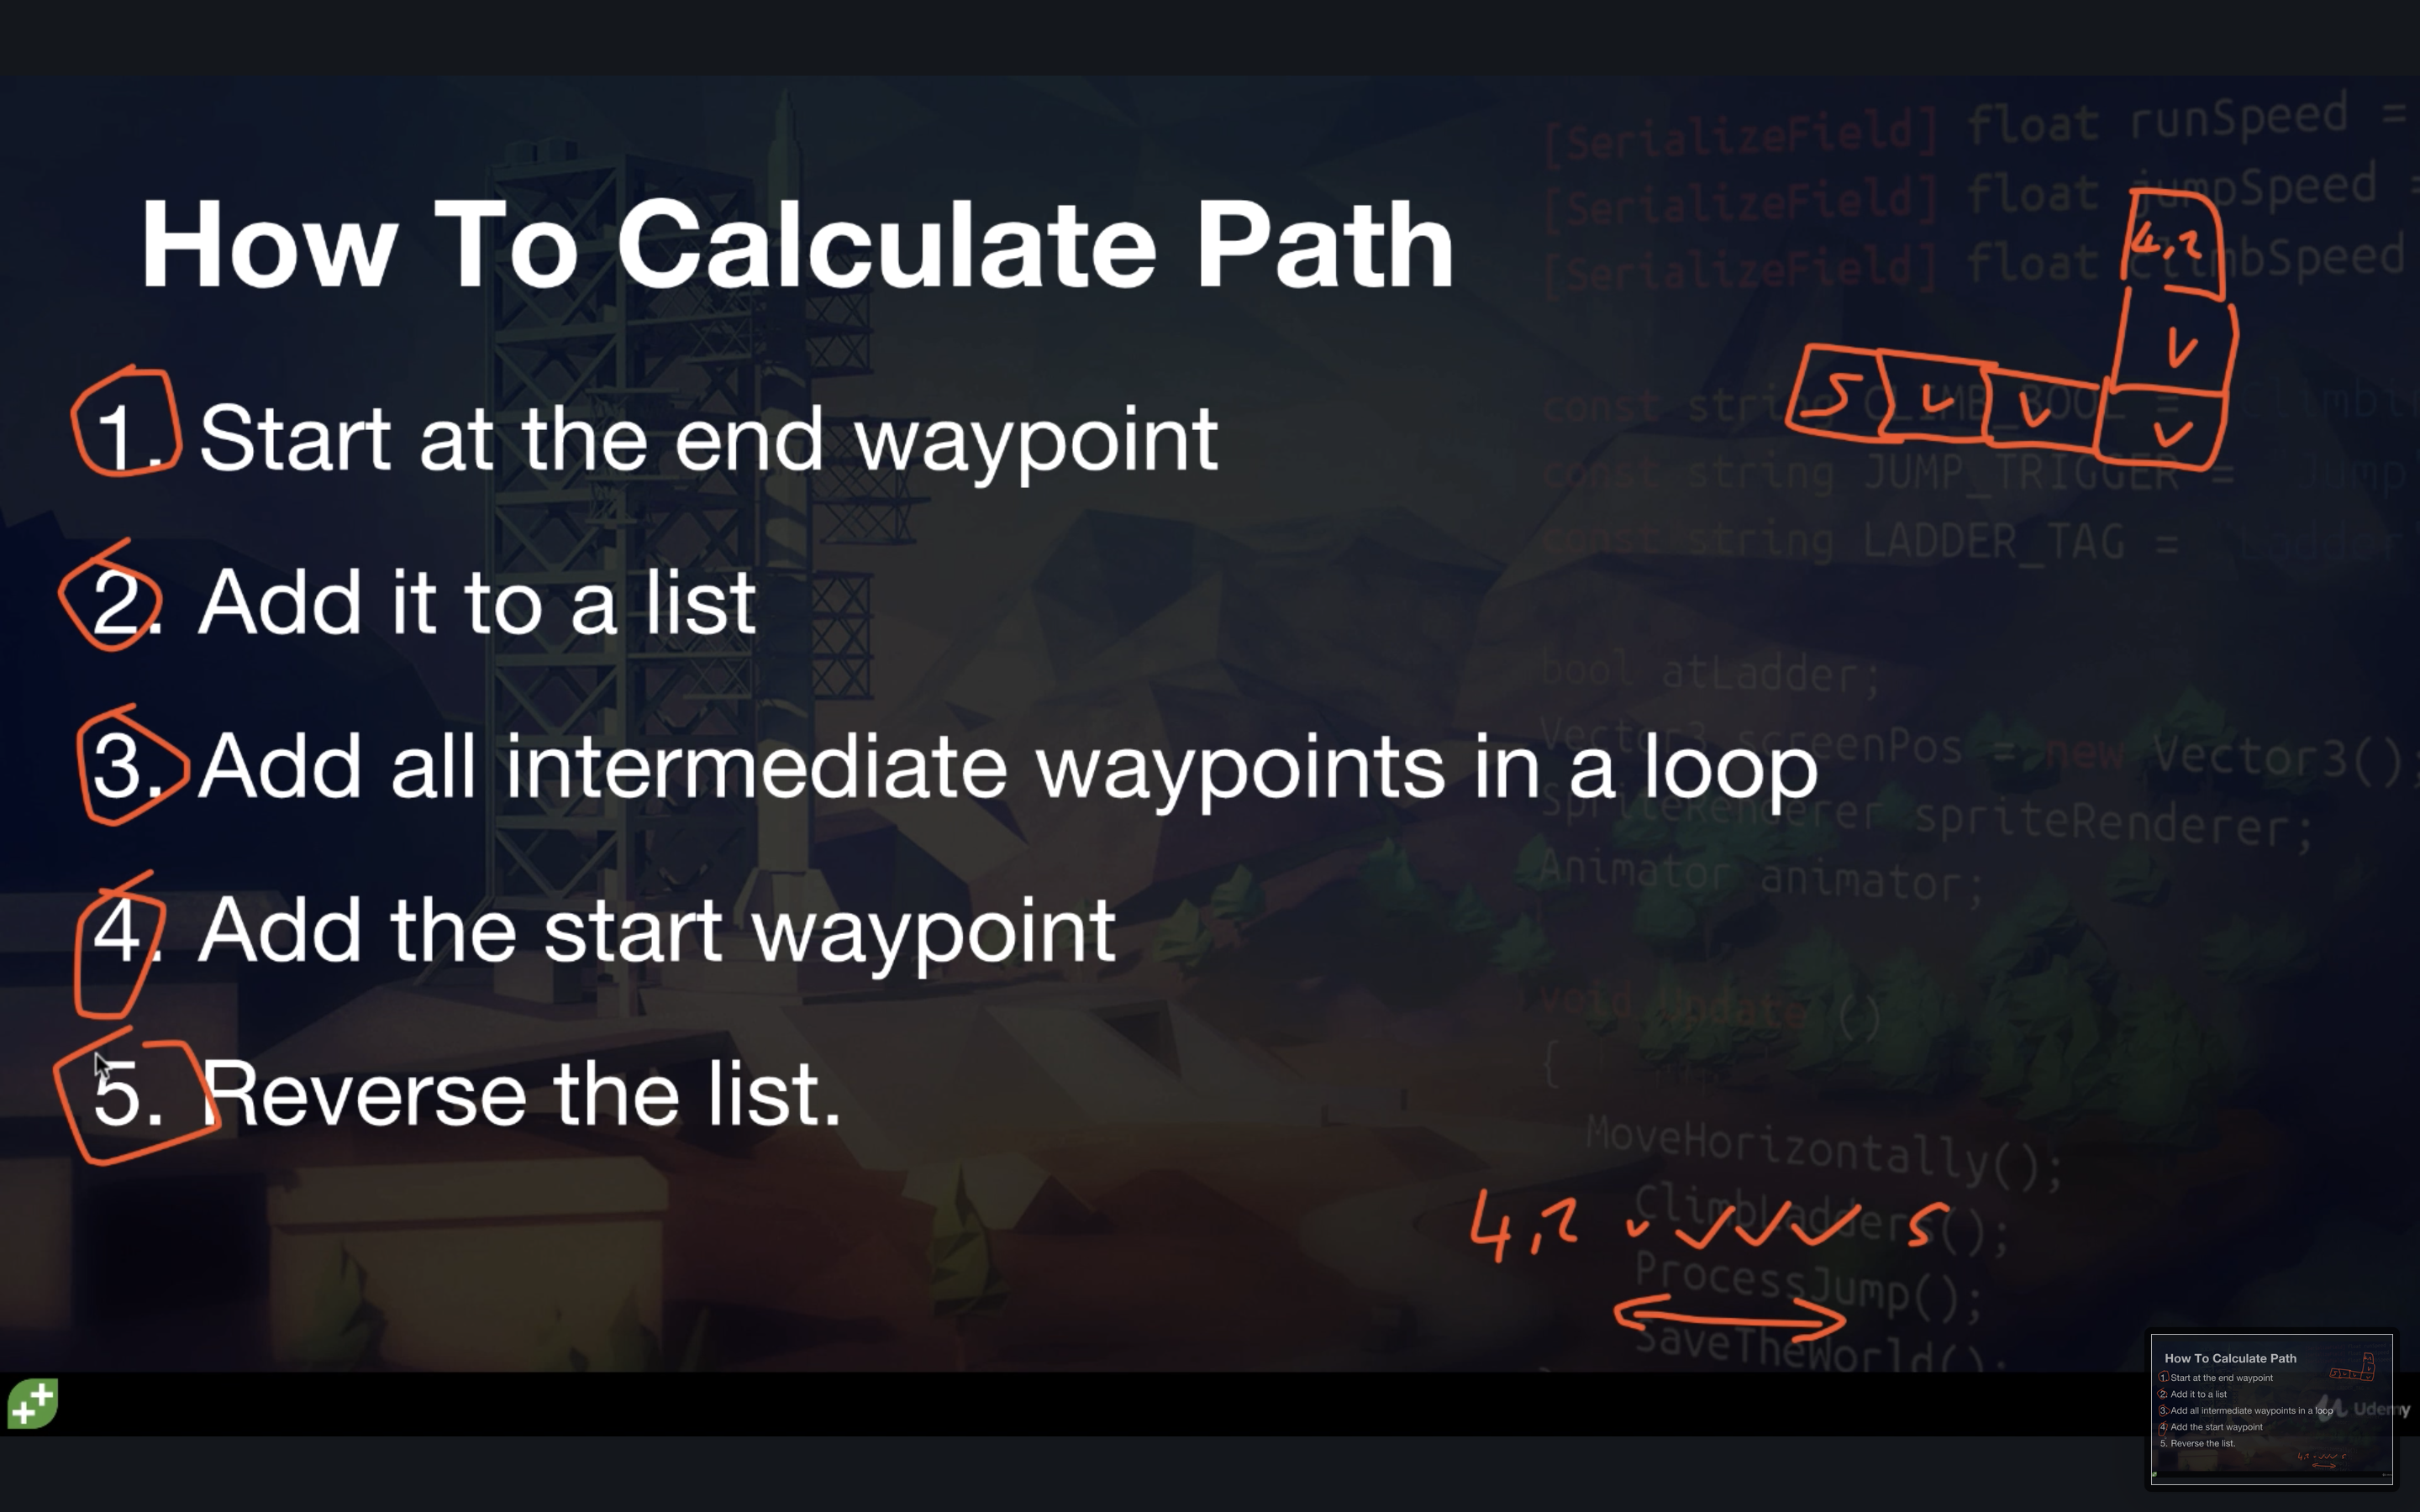 [SerializeField] float runSpeed =
[SerializeField] float jumpSpeed =
[SerializeField] float climbSpeed
How To Calculate Path
4,2
v
S v v v
const string CLIMB_BOOL =
1. Start at the end waypoint
const string JUMP_TRIGGER = Jump
const string LADDER_TAG = Ladder
2. Add it to a list
bool atLadder;
Vector3 screenPos = new Vector3();
3. Add all intermediate waypoints in a loop
SpriteRenderer spriteRenderer;
Animator animator;
4. Add the start waypoint
void Update ()
{
5. Reverse the list.
MoveHorizontally();
ClimbLadders();
4,2 v v v v S
ProcessJump();
SaveTheWorld();
How To Calculate Path
1. Start at the end waypoint
2. Add it to a list
3. Add all intermediate waypoints in a loop
Udemy
4. Add the start waypoint
5. Reverse the list.